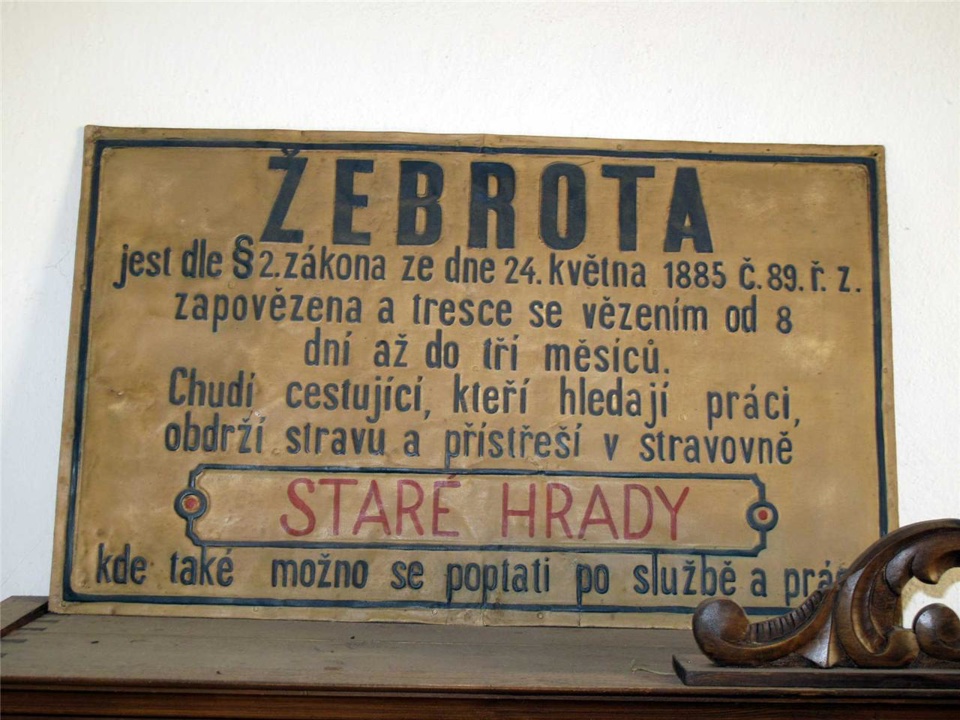 ŽEBROTA
jest dle § 2. zákona ze dne 24. května 1885 č. 89. ř. z.
zapovězena a tresce se vězením od 8
dní až do tří měsíců.
Chudí cestující, kteří hledají práci,
obdrží stravu a přístřeší v stravovně
STARÉ HRADY
kde také možno se poptati po službě a